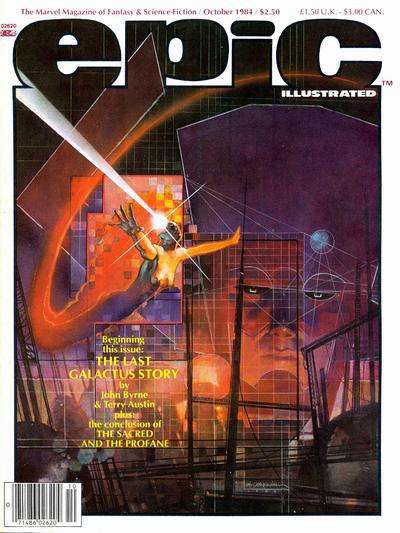 The Marvel Magazine of Fantasy & Science-Fiction / October 1984 / $2.50
£1.50 U.K. - $3.00 CAN.
02620
epic
TM
ILLUSTRATED
Beginning
this issue:
THE LAST
GALACTUS STORY
by
John Byrne
& Terry Austin
plus:
the conclusion of
THE SACRED
AND THE PROFANE
10
0
71486 02620